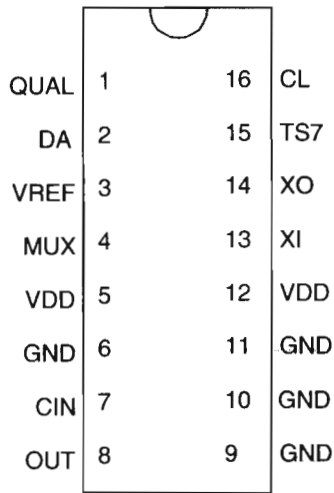 QUAL 1 16 CL
DA 2 15 TS7
VREF 3 14 XO
MUX 4 13 XI
VDD 5 12 VDD
GND 6 11 GND
CIN 7 10 GND
OUT 8 9 GND